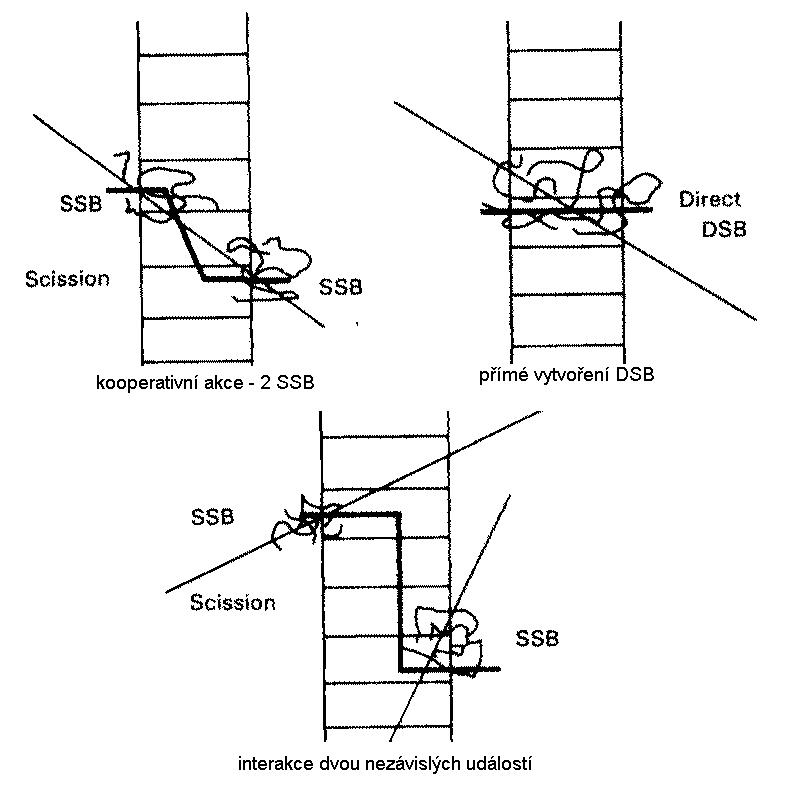 SSB
Scission
SSB
kooperativní akce - 2 SSB
Direct
DSB
přímé vytvoření DSB
SSB
Scission
SSB
interakce dvou nezávislých událostí